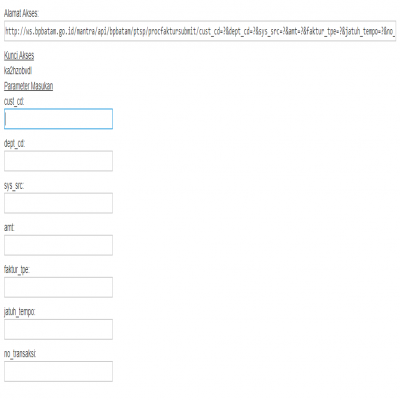 Alamat Akses:
http://ws.bpbatam.go.id/mantra/api/bpbatam/ptsp/procfaktursubmit/cust_cd=?&dept_cd=?&sys_src=?&amt=?&faktur_tpe=?&jatuh_tempo=?&no_
Kunci Akses
ka2hzobvdl
Parameter Masukan
cust_cd:
dept_cd:
sys_src:
amt:
faktur_tpe:
jatuh_tempo:
no_transaksi: